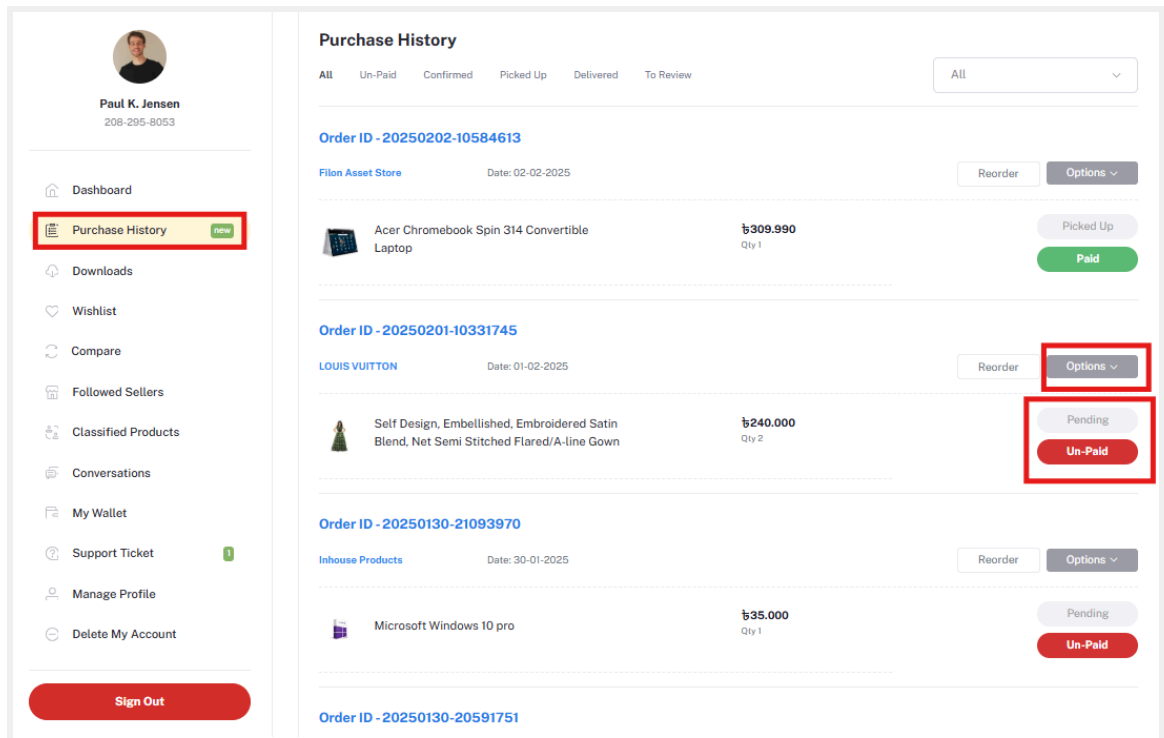 Paul K. Jensen
208-295-8053
Dashboard
Purchase History new
Downloads
Wishlist
Compare
Followed Sellers
Classified Products
Conversations
My Wallet
Support Ticket 1
Manage Profile
Delete My Account
Sign Out
Purchase History
All Un-Paid Confirmed Picked Up Delivered To Review All
Order ID - 20250202-10584613
Filon Asset Store Date: 02-02-2025 Reorder Options
Acer Chromebook Spin 314 Convertible
Laptop
৳309.990
Qty 1
Picked Up
Paid
Order ID - 20250201-10331745
LOUIS VUITTON Date: 01-02-2025 Reorder Options
Self Design, Embellished, Embroidered Satin
Blend, Net Semi Stitched Flared/A-line Gown
৳240.000
Qty 2
Pending
Un-Paid
Order ID - 20250130-21093970
Inhouse Products Date: 30-01-2025 Reorder Options
Microsoft Windows 10 pro
৳35.000
Qty 1
Pending
Un-Paid
Order ID - 20250130-20591751